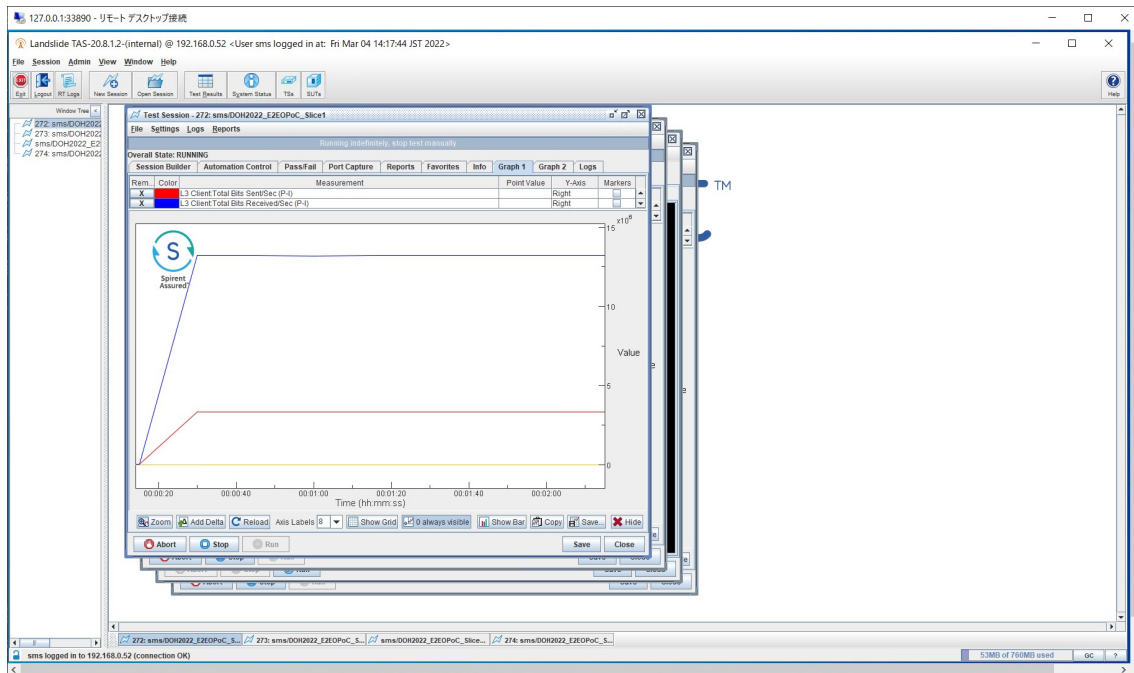 127.0.0.1:33890 - リモート デスクトップ接続
Landslide TAS-20.8.1.2-(internal) @ 192.168.0.52 <User sms logged in at: Fri Mar 04 14:17:44 JST 2022>
File Session Admin View Window Help
Exit Logout RT Logs New Session Open Session Test Results System Status TSs SUTs Help
Window Tree <
272: sms/DOH2022
273: sms/DOH2022
sms/DOH2022_E2
274: sms/DOH2022
Test Session - 272: sms/DOH2022_E2EOPoC_Slice1
File Settings Logs Reports
Running indefinitely, stop test manually
Overall State: RUNNING
Session Builder Automation Control Pass/Fail Port Capture Reports Favorites Info Graph 1 Graph 2 Logs
Rem... Color Measurement Point Value Y-Axis Markers
X L3 Client:Total Bits Sent/Sec (P-I) Right
X L3 Client:Total Bits Received/Sec (P-I) Right
TM
x10⁶
15
S
Spirent
Assured
10
Value
5
0
00:00:20 00:00:40 00:01:00 00:01:20 00:01:40 00:02:00
Time (hh:mm:ss)
Zoom Add Delta Reload Axis Labels 8 Show Grid 0 always visible Show Bar Copy Save... Hide
Abort Stop Run Save Close
272: sms/DOH2022_E2EOPoC_S... 273: sms/DOH2022_E2EOPoC_S... sms/DOH2022_E2EOPoC_Slice... 274: sms/DOH2022_E2EOPoC_S...
sms logged in to 192.168.0.52 (connection OK) 53MB of 760MB used GC ?